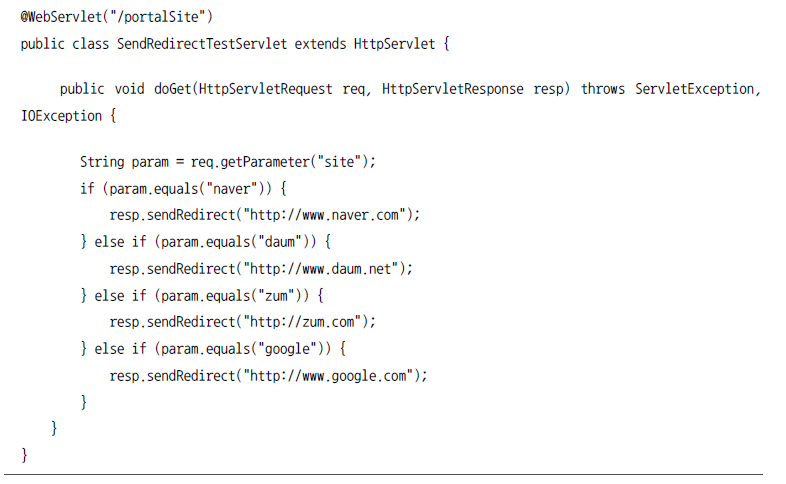 @WebServlet("/portalSite")
public class SendRedirectTestServlet extends HttpServlet {
public void doGet(HttpServletRequest req, HttpServletResponse resp) throws ServletException,
IOException {
String param = req.getParameter("site");
if (param.equals("naver")) {
resp.sendRedirect("http://www.naver.com");
} else if (param.equals("daum")) {
resp.sendRedirect("http://www.daum.net");
} else if (param.equals("zum")) {
resp.sendRedirect("http://zum.com");
} else if (param.equals("google")) {
resp.sendRedirect("http://www.google.com");
}
}
}